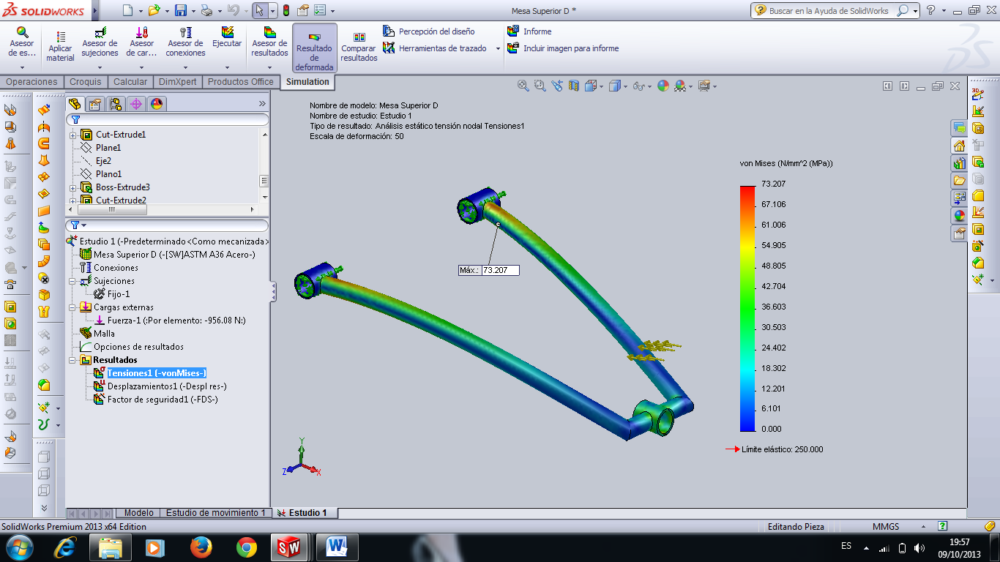 SOLIDWORKS
Mesa Superior D *
Buscar en la Ayuda de SolidWorks
Asesor de es...
Aplicar material
Asesor de sujeciones
Asesor de car...
Asesor de conexiones
Ejecutar
Asesor de resultados
Resultado de deformada
Comparar resultados
Percepción del diseño
Herramientas de trazado
Informe
Incluir imagen para informe
Operaciones
Croquis
Calcular
DimXpert
Productos Office
Simulation
Cut-Extrude1
Plane1
Eje2
Plano1
Boss-Extrude3
Cut-Extrude2
Estudio 1 (-Predeterminado<Como mecanizada>
Mesa Superior D (-[SW]ASTM A36 Acero-)
Conexiones
Sujeciones
Fijo-1
Cargas externas
Fuerza-1 (:Por elemento: -956.08 N:)
Malla
Opciones de resultados
Resultados
Tensiones1 (-vonMises-)
Desplazamientos1 (-Despl res-)
Factor de seguridad1 (-FDS-)
Nombre de modelo: Mesa Superior D
Nombre de estudio: Estudio 1
Tipo de resultado: Análisis estático tensión nodal Tensiones1
Escala de deformación: 50
Máx.: 73.207
von Mises (N/mm^2 (MPa))
73.207
67.106
61.006
54.905
48.805
42.704
36.603
30.503
24.402
18.302
12.201
6.101
0.000
Límite elástico: 250.000
Y
Z
X
Modelo
Estudio de movimiento 1
Estudio 1
SolidWorks Premium 2013 x64 Edition
Editando Pieza
MMGS
ES
19:57
09/10/2013